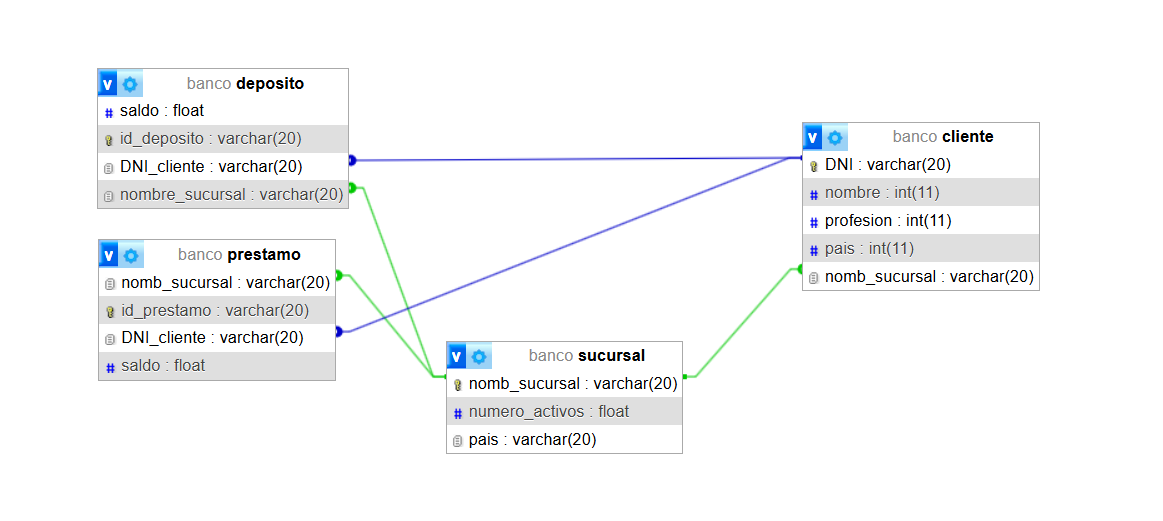 v banco deposito
saldo : float
id_deposito : varchar(20)
DNI_cliente : varchar(20)
nombre_sucursal : varchar(20)
v banco prestamo
nomb_sucursal : varchar(20)
id_prestamo : varchar(20)
DNI_cliente : varchar(20)
# saldo : float
v banco sucursal
nomb_sucursal : varchar(20)
# numero_activos : float
pais : varchar(20)
v banco cliente
DNI : varchar(20)
# nombre : int(11)
# profesion : int(11)
# pais : int(11)
nomb_sucursal : varchar(20)